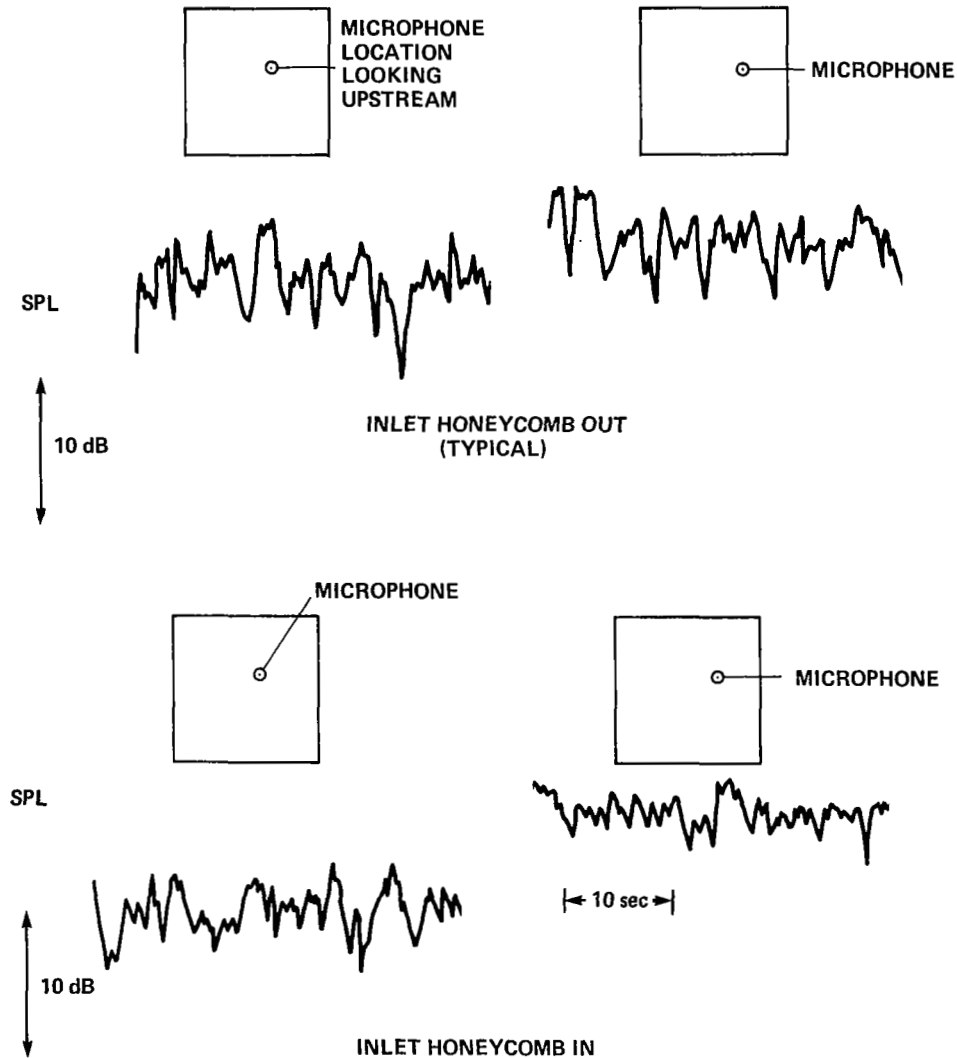 MICROPHONE
LOCATION
LOOKING
UPSTREAM
MICROPHONE
SPL
10 dB
INLET HONEYCOMB OUT
(TYPICAL)
MICROPHONE
MICROPHONE
SPL
10 sec
10 dB
INLET HONEYCOMB IN